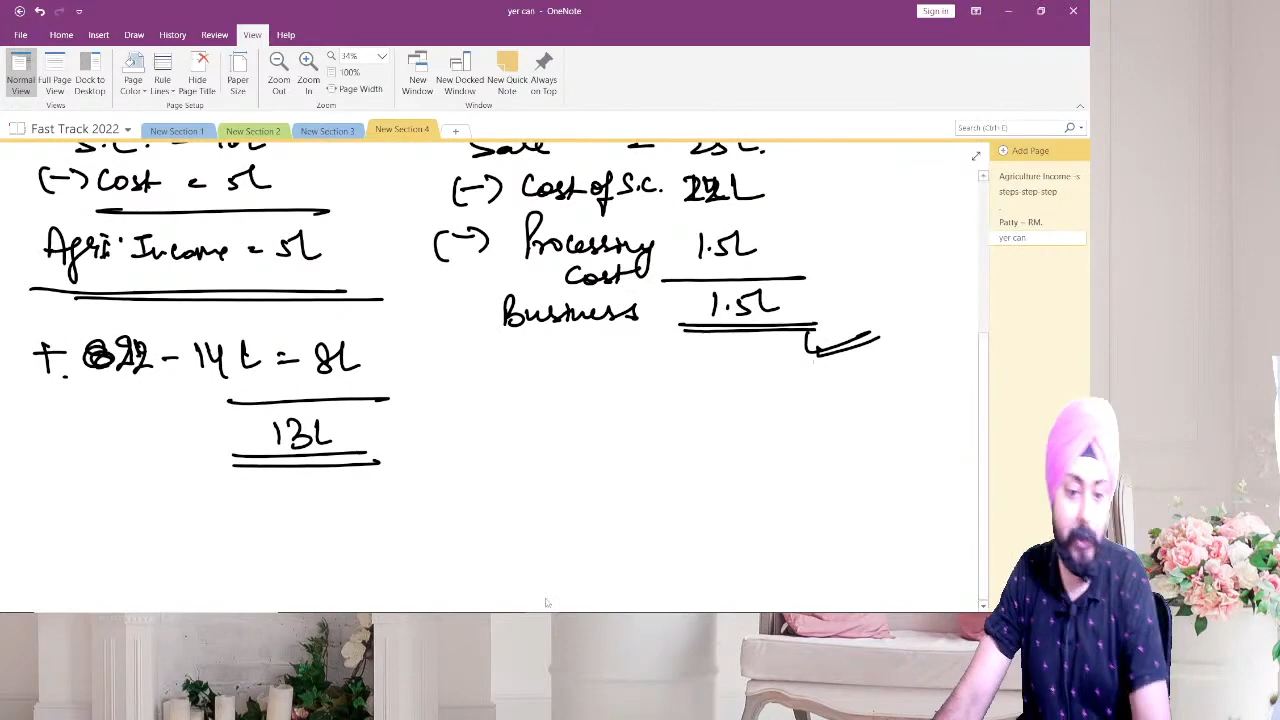 yer can - OneNote
Sign in
File Home Insert Draw History Review View Help
Normal View
Full Page View
Dock to Desktop
Page Color
Rule Lines
Hide Page Title
Paper Size
Zoom Out
Zoom In
34%
100%
Page Width
New Window
New Docked Window
New Quick Note
Always on Top
Views Page Setup Zoom Window
Fast Track 2022
New Section 1 New Section 2 New Section 3 New Section 4
Search (Ctrl+E)
Add Page
Agriculture Income -s
steps-step-step
.
Patty - RM.
yer can
(-) Cost = 5L
Agri. Income = 5L
+ 22 - 14L = 8L
13L
Sale = 25L.
(-) Cost of S.C. 22L
(-) Processing Cost 1.5L
Business 1.5L